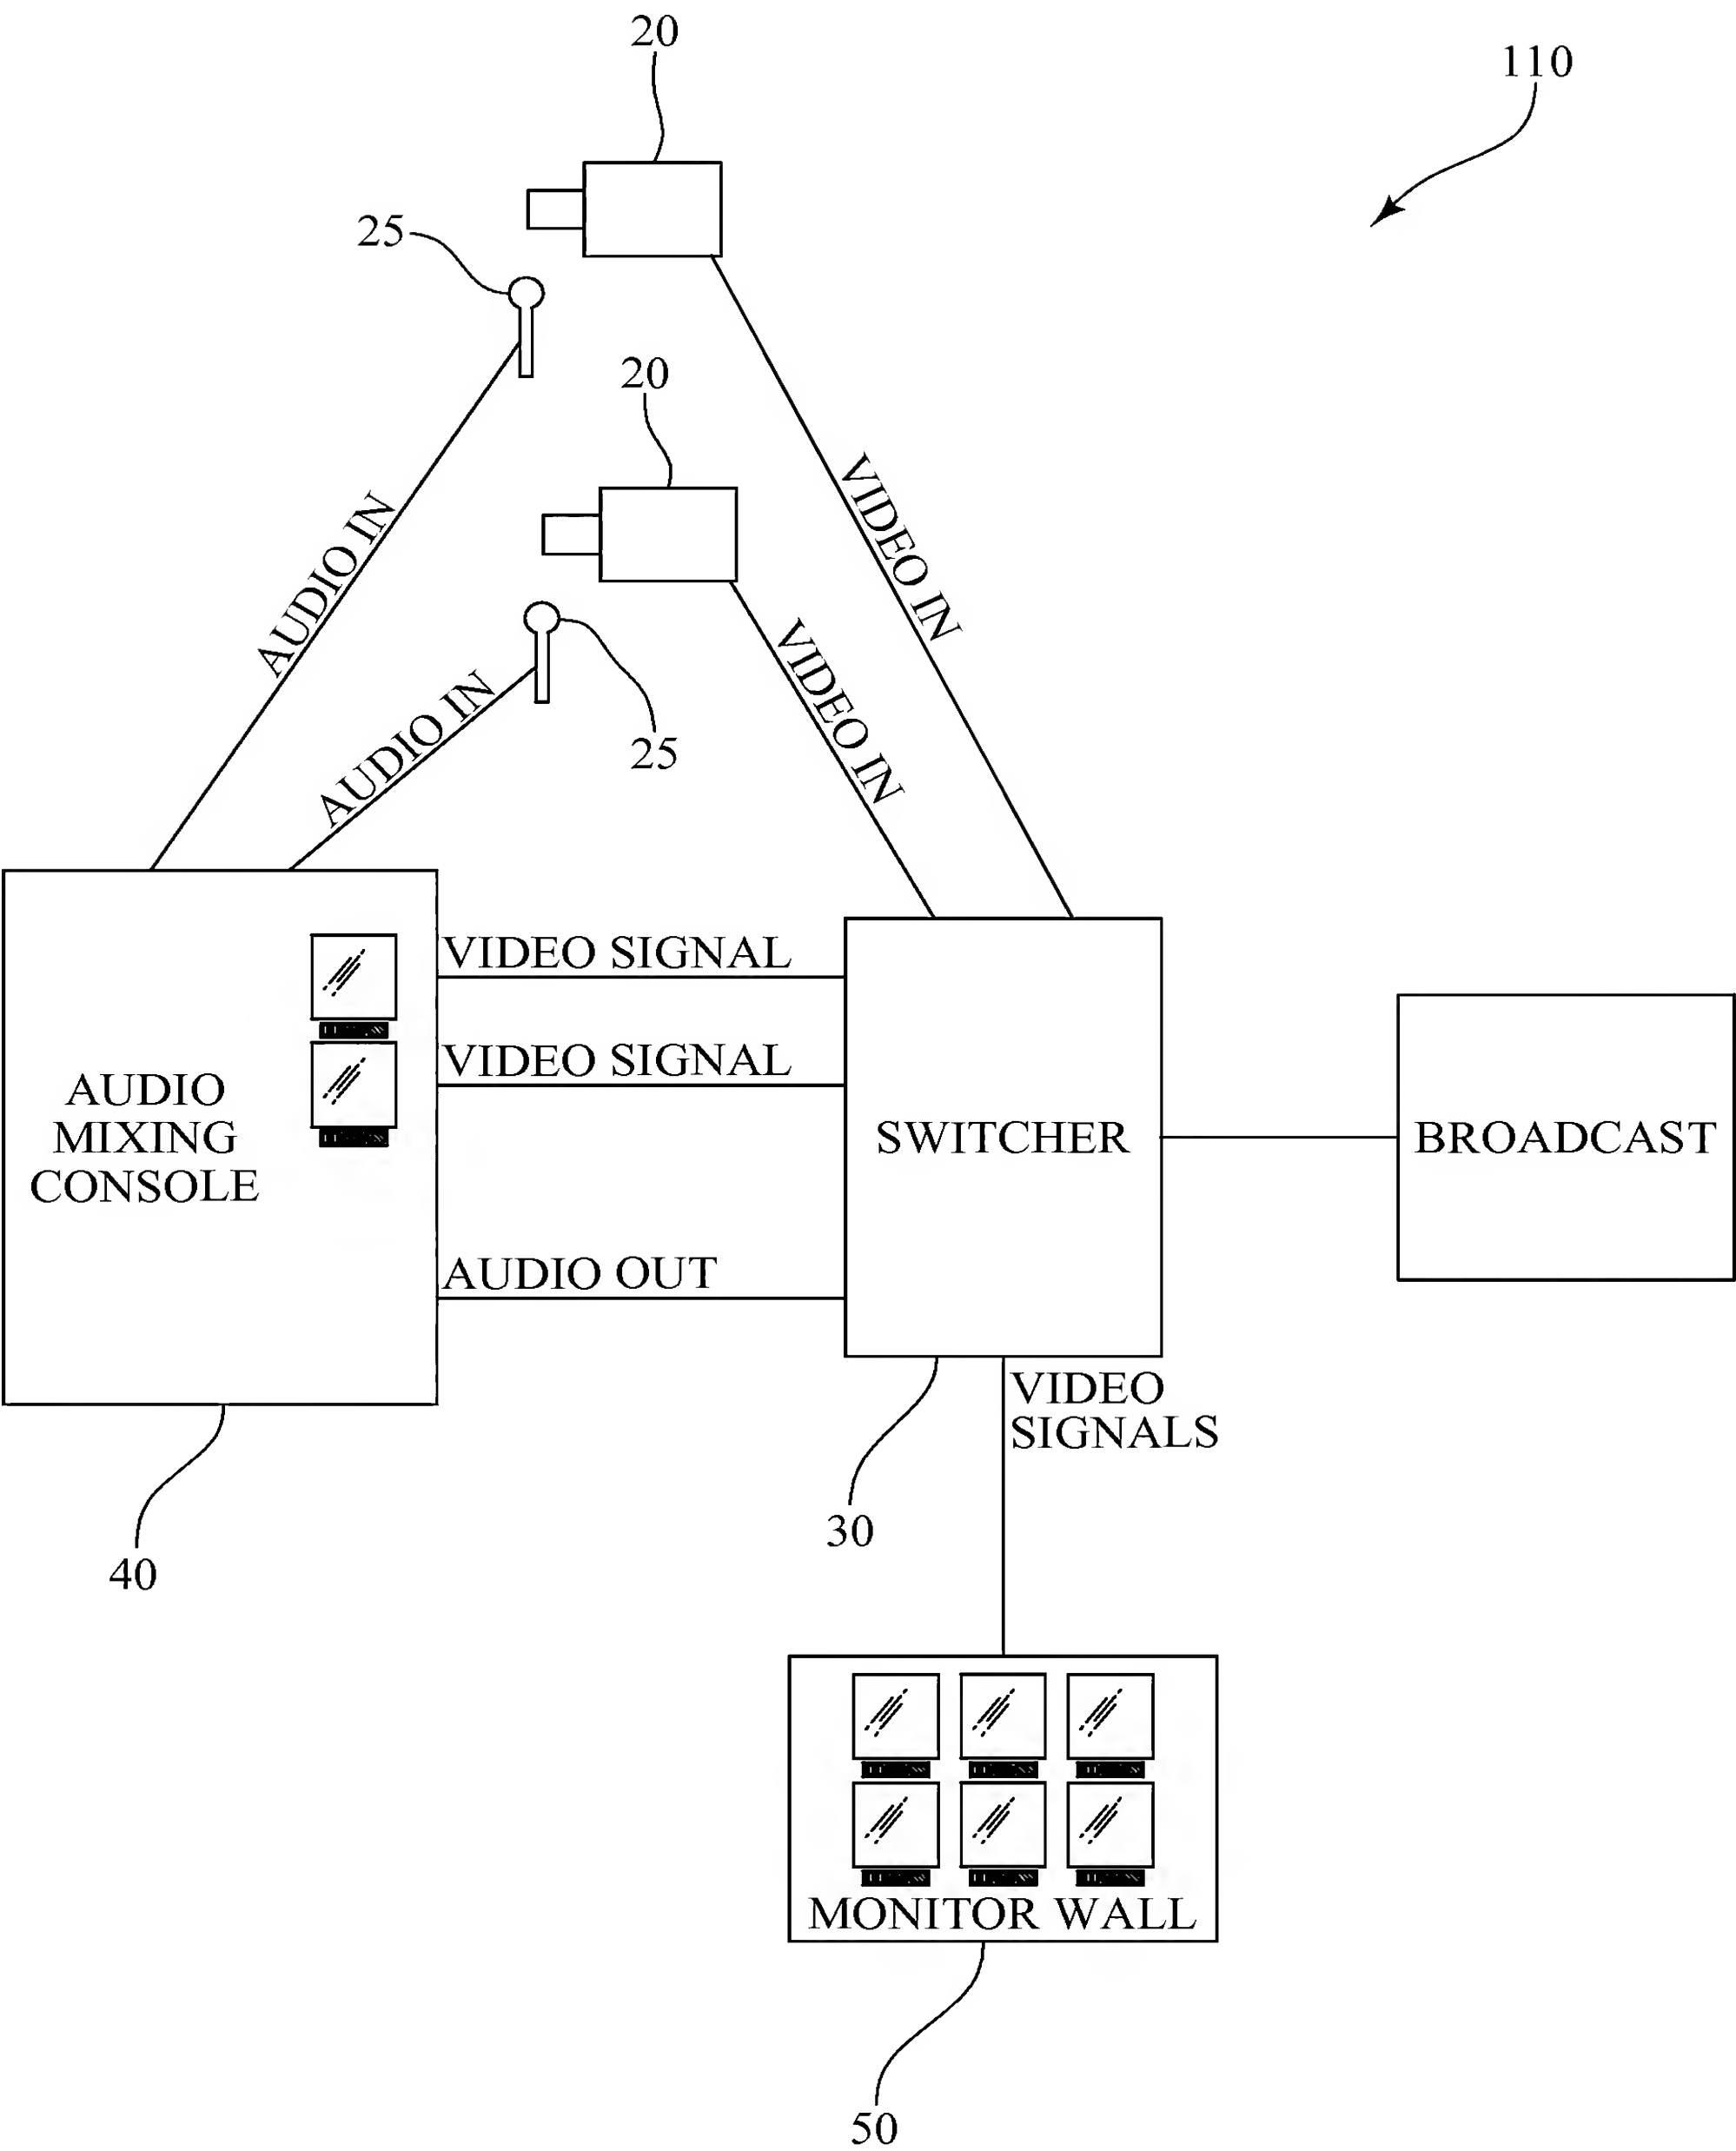 20
110
25
20
AUDIO IN
VIDEO IN
AUDIO IN
VIDEO IN
25
VIDEO SIGNAL
VIDEO SIGNAL
AUDIO
MIXING
CONSOLE
SWITCHER
BROADCAST
AUDIO OUT
VIDEO
SIGNALS
30
40
MONITOR WALL
50